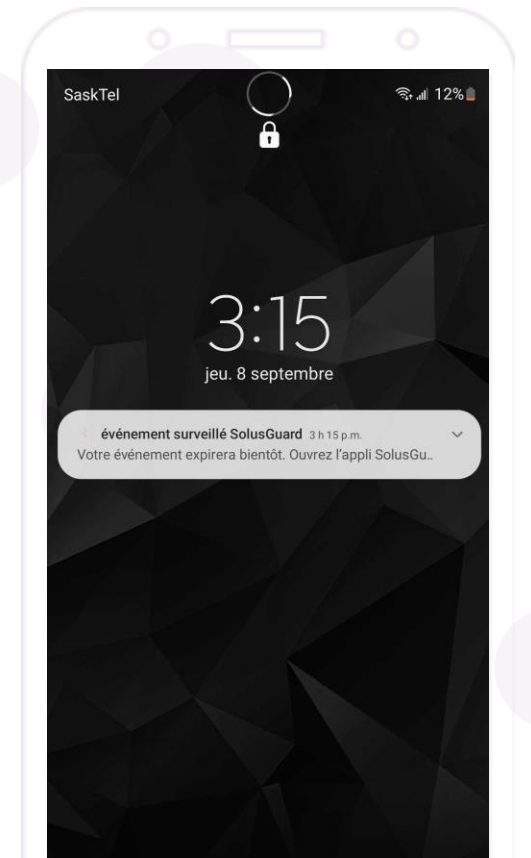 SaskTel
12%
3:15
jeu. 8 septembre
événement surveillé SolusGuard 3 h 15 p.m.
Votre événement expirera bientôt. Ouvrez l’appli SolusGu..